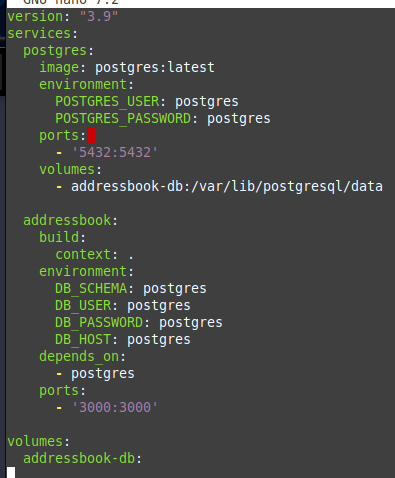 GNU nano 7.2
version: "3.9"
services:
  postgres:
    image: postgres:latest
    environment:
      POSTGRES_USER: postgres
      POSTGRES_PASSWORD: postgres
    ports:
      - '5432:5432'
    volumes:
      - addressbook-db:/var/lib/postgresql/data

  addressbook:
    build:
      context: .
    environment:
      DB_SCHEMA: postgres
      DB_USER: postgres
      DB_PASSWORD: postgres
      DB_HOST: postgres
    depends_on:
      - postgres
    ports:
      - '3000:3000'

volumes:
  addressbook-db: